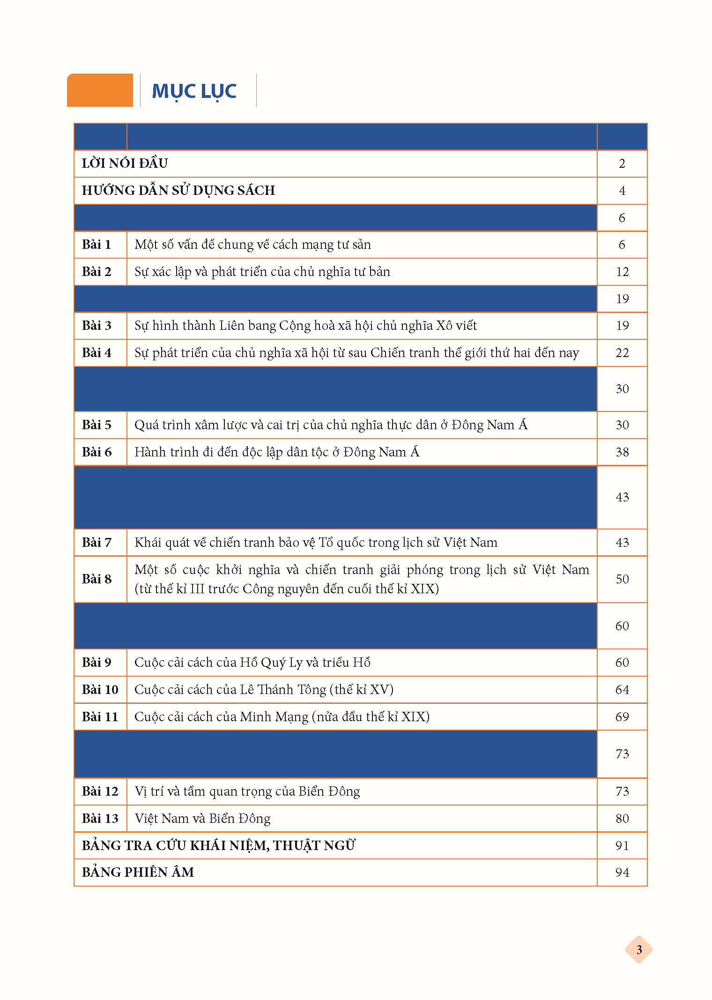 MỤC LỤC
LỜI NÓI ĐẦU 2
HƯỚNG DẪN SỬ DỤNG SÁCH 4
6
Bài 1 Một số vấn đề chung về cách mạng tư sản 6
Bài 2 Sự xác lập và phát triển của chủ nghĩa tư bản 12
19
Bài 3 Sự hình thành Liên bang Cộng hoà xã hội chủ nghĩa Xô viết 19
Bài 4 Sự phát triển của chủ nghĩa xã hội từ sau Chiến tranh thế giới thứ hai đến nay 22
30
Bài 5 Quá trình xâm lược và cai trị của chủ nghĩa thực dân ở Đông Nam Á 30
Bài 6 Hành trình đi đến độc lập dân tộc ở Đông Nam Á 38
43
Bài 7 Khái quát về chiến tranh bảo vệ Tổ quốc trong lịch sử Việt Nam 43
Bài 8 Một số cuộc khởi nghĩa và chiến tranh giải phóng trong lịch sử Việt Nam
(từ thế kỉ III trước Công nguyên đến cuối thế kỉ XIX) 50
60
Bài 9 Cuộc cải cách của Hồ Quý Ly và triều Hồ 60
Bài 10 Cuộc cải cách của Lê Thánh Tông (thế kỉ XV) 64
Bài 11 Cuộc cải cách của Minh Mạng (nửa đầu thế kỉ XIX) 69
73
Bài 12 Vị trí và tầm quan trọng của Biển Đông 73
Bài 13 Việt Nam và Biển Đông 80
BẢNG TRA CỨU KHÁI NIỆM, THUẬT NGỮ 91
BẢNG PHIÊN ÂM 94
3